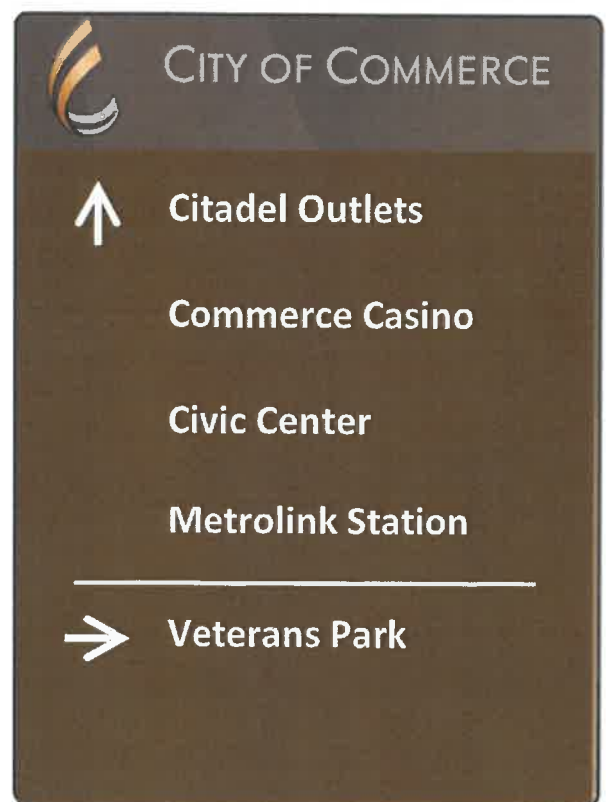 CITY OF COMMERCE
Citadel Outlets
Commerce Casino
Civic Center
Metrolink Station
Veterans Park